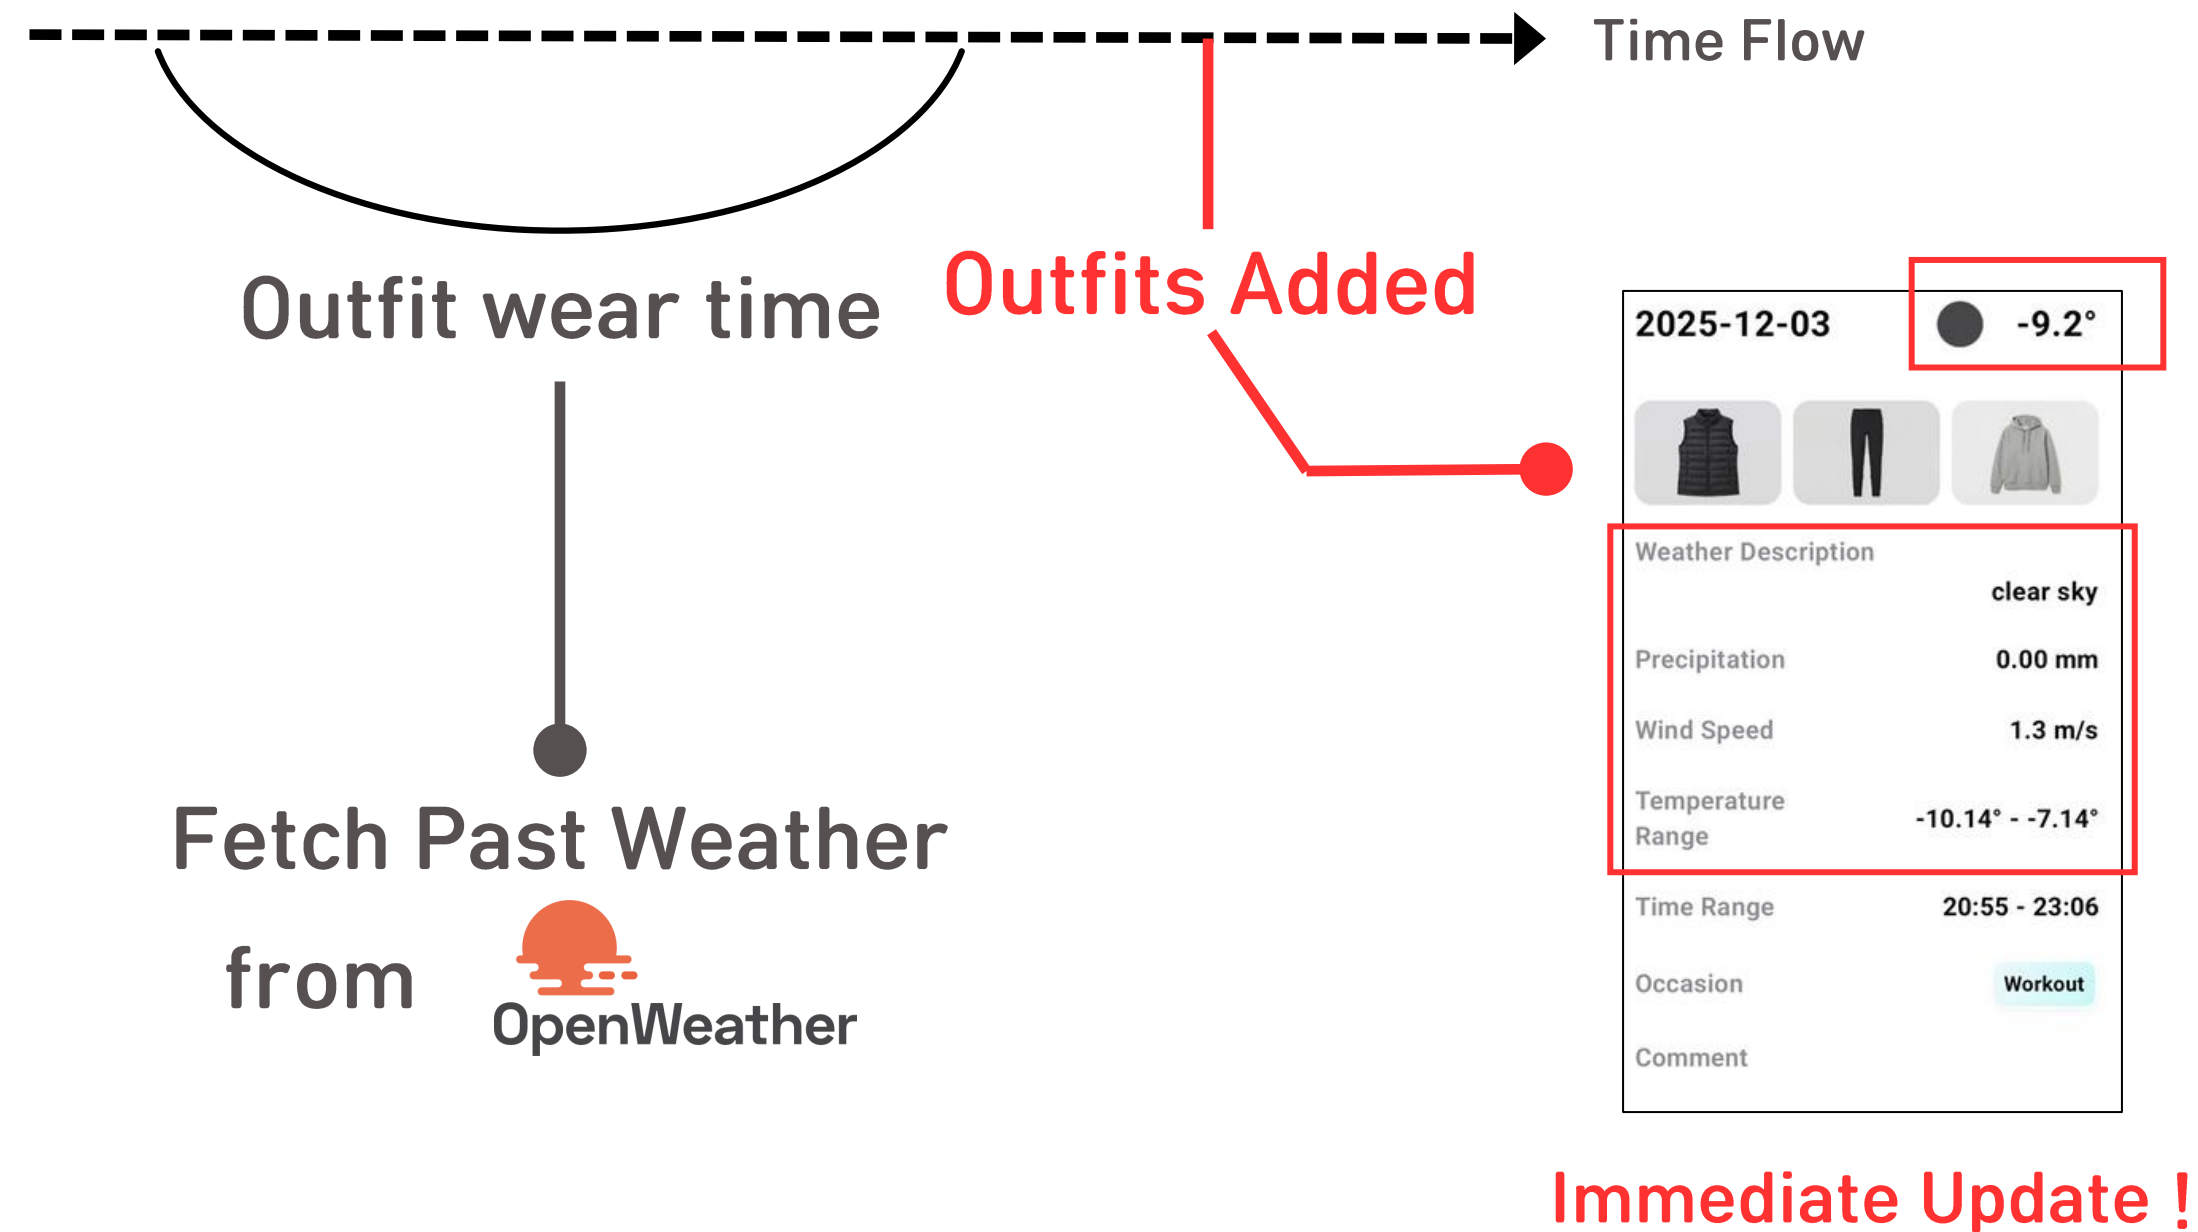 Time Flow
Outfit wear time
Outfits Added
Fetch Past Weather
from
OpenWeather
2025-12-03
-9.2°
Weather Description
clear sky
Precipitation
0.00 mm
Wind Speed
1.3 m/s
Temperature
Range
-10.14° - -7.14°
Time Range
20:55 - 23:06
Occasion
Workout
Comment
Immediate Update !